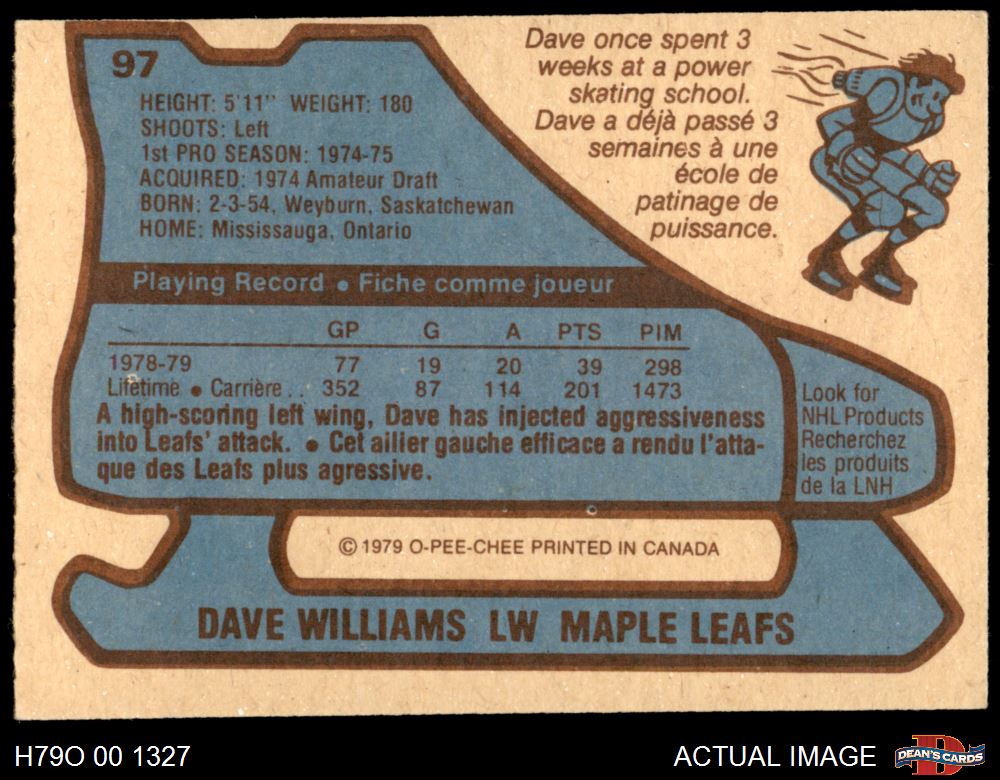 97
HEIGHT: 5'11" WEIGHT: 180
SHOOTS: Left
1st PRO SEASON: 1974-75
ACQUIRED: 1974 Amateur Draft
BORN: 2-3-54, Weyburn, Saskatchewan
HOME: Mississauga, Ontario
Dave once spent 3
weeks at a power
skating school.
Dave a déjà passé 3
semaines à une
école de
patinage de
puissance.
Playing Record • Fiche comme joueur
GP G A PTS PIM
1978-79 77 19 20 39 298
Lifetime • Carrière . . 352 87 114 201 1473
A high-scoring left wing, Dave has injected aggressiveness
into Leafs' attack. • Cet ailier gauche efficace a rendu l'atta-
que des Leafs plus agressive.
Look for
NHL Products
Recherchez
les produits
de la LNH
© 1979 O-PEE-CHEE PRINTED IN CANADA
DAVE WILLIAMS LW MAPLE LEAFS
H79O 00 1327
ACTUAL IMAGE
DEAN'S CARDS